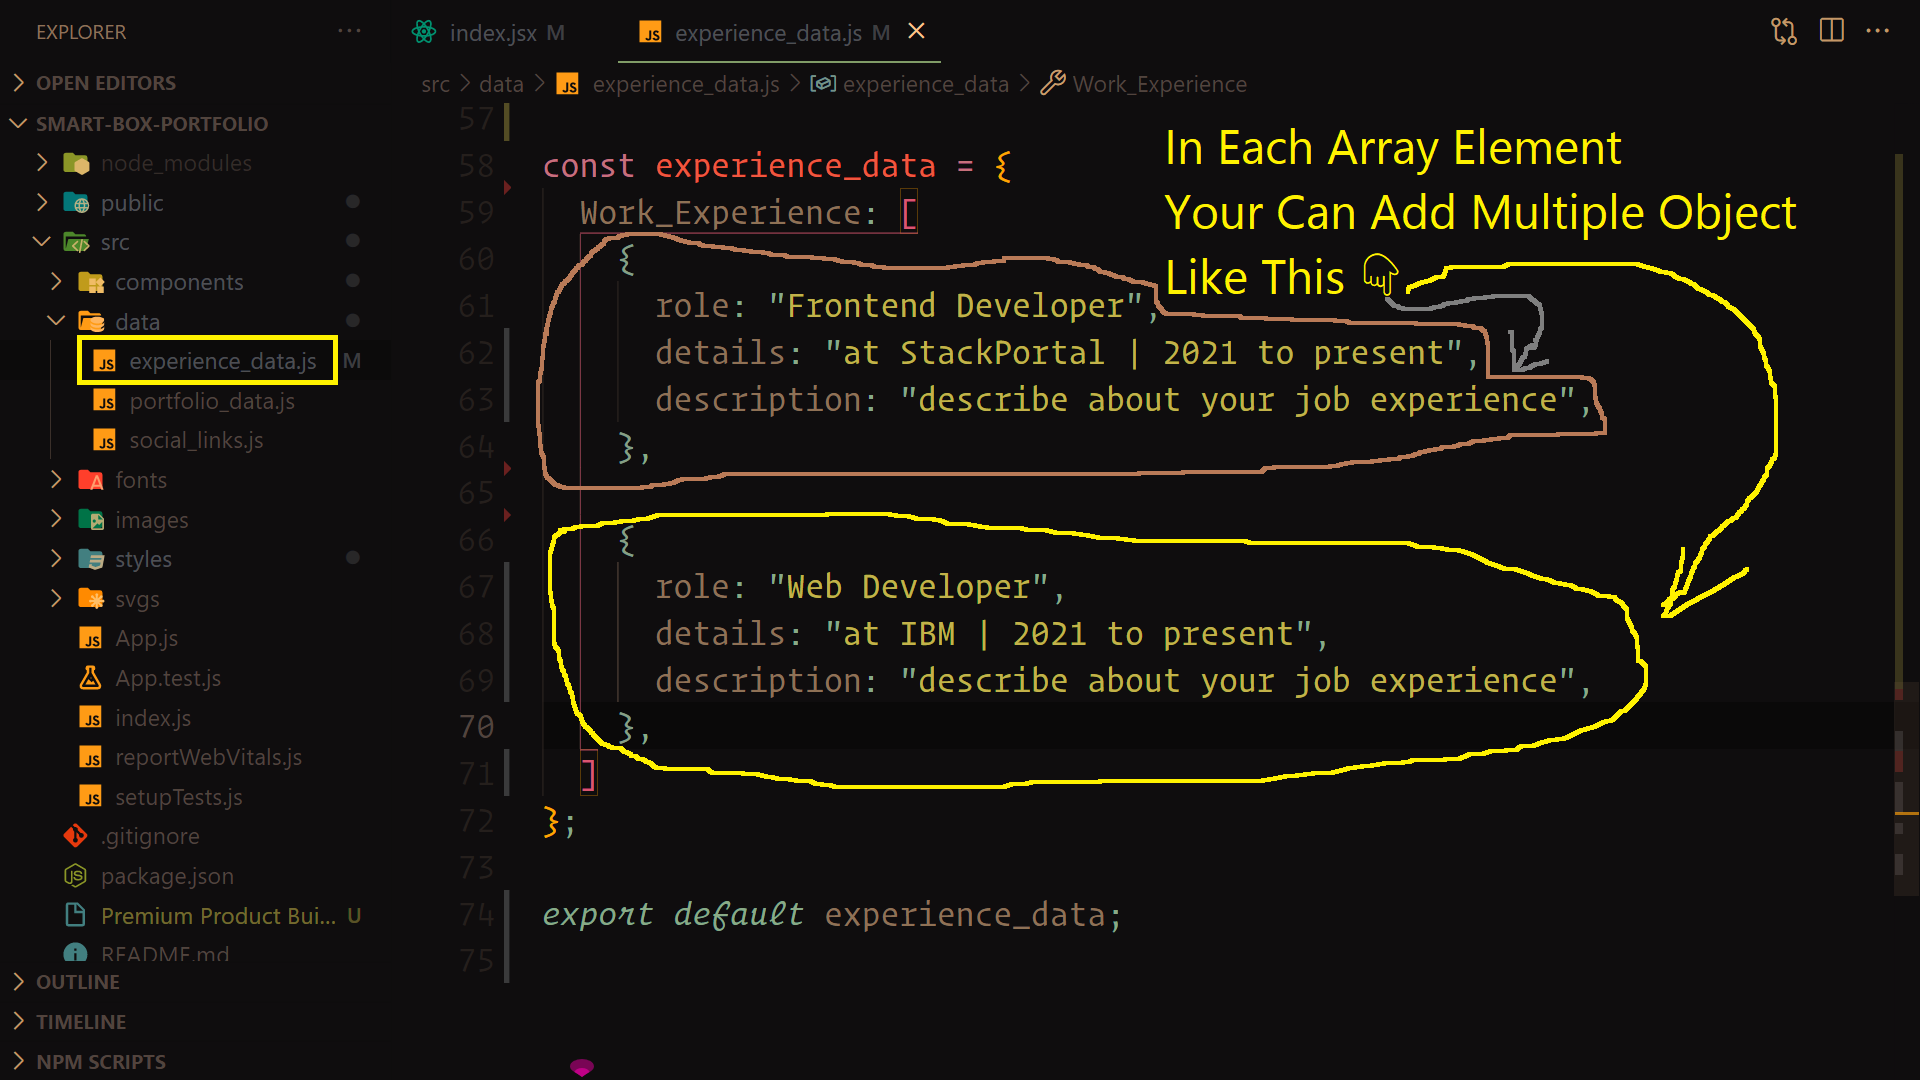 EXPLORER
index.jsx M
experience_data.js M
OPEN EDITORS
src > data > experience_data.js > experience_data > Work_Experience
SMART-BOX-PORTFOLIO
node_modules
public
src
components
data
experience_data.js M
portfolio_data.js
social_links.js
fonts
images
styles
svgs
App.js
App.test.js
index.js
reportWebVitals.js
setupTests.js
.gitignore
package.json
Premium Product Bui... U
README.md
OUTLINE
TIMELINE
NPM SCRIPTS
57
58 const experience_data = {
59 Work_Experience: [
60 {
61 role: "Frontend Developer",
62 details: "at StackPortal | 2021 to present",
63 description: "describe about your job experience",
64 },
65
66 {
67 role: "Web Developer",
68 details: "at IBM | 2021 to present",
69 description: "describe about your job experience",
70 },
71 ]
72 };
73
74 export default experience_data;
75
In Each Array Element
Your Can Add Multiple Object
Like This